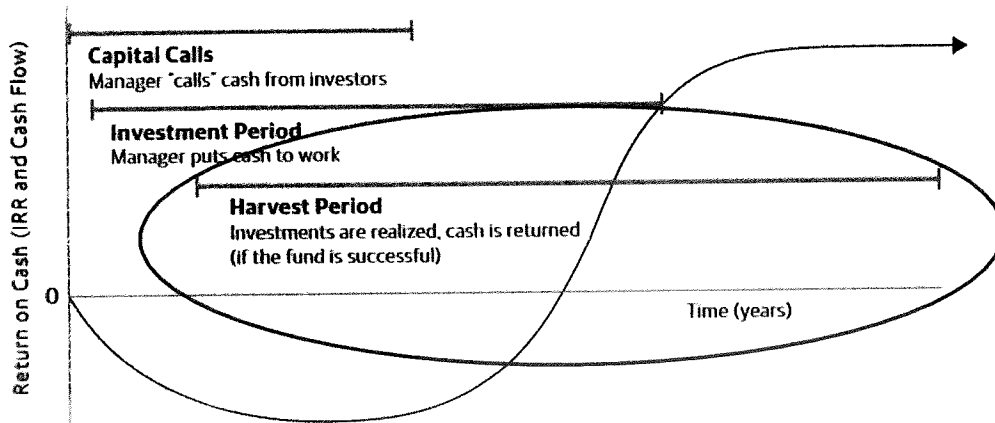 Return on Cash (IRR and Cash Flow)
Capital Calls
Manager "calls" cash from investors
Investment Period
Manager puts cash to work
Harvest Period
Investments are realized, cash is returned
(if the fund is successful)
0
Time (years)